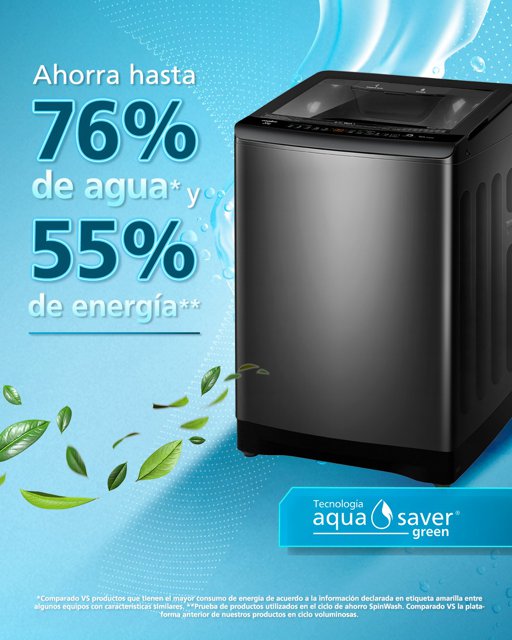 Ahorra hasta
76%
de agua* y
55%
de energía**
Tecnología
aqua saver®
green
*Comparado VS productos que tienen el mayor consumo de energía de acuerdo a la información declarada en etiqueta amarilla entre
algunos equipos con características similares. **Prueba de productos utilizados en el ciclo de ahorro SpinWash. Comparado VS la plata-
forma anterior de nuestros productos en ciclo voluminosas.